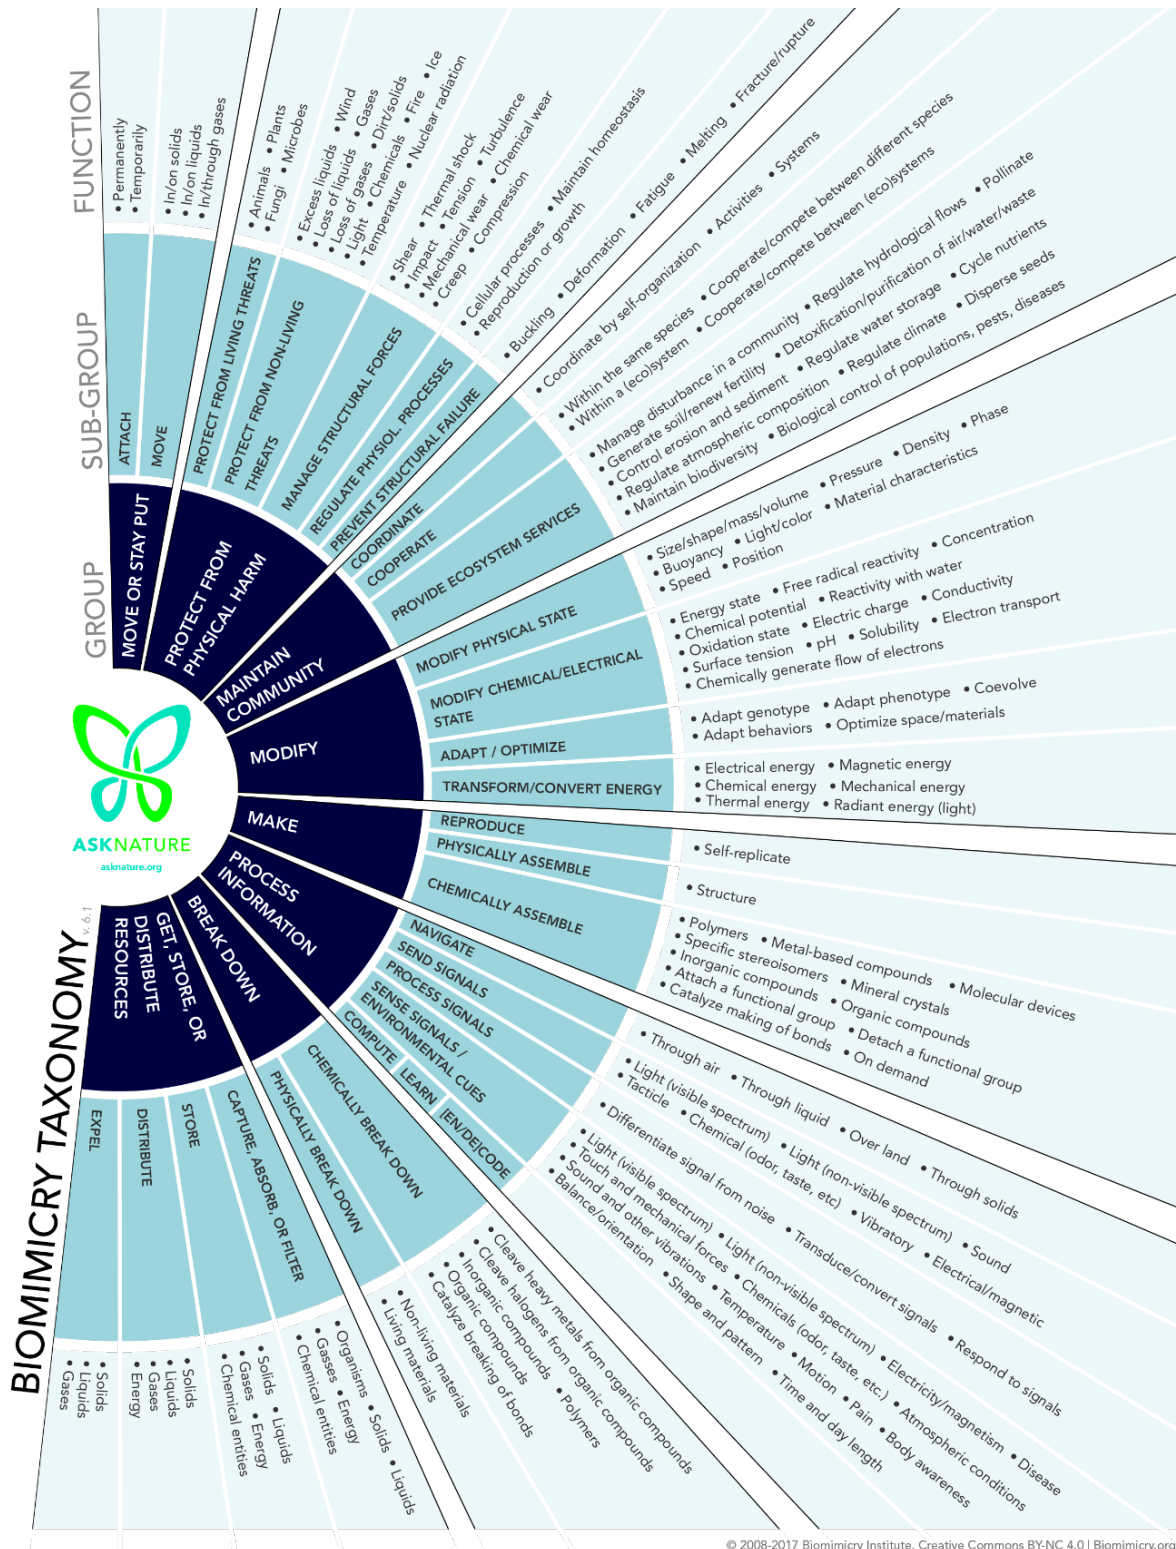 FUNCTION
SUB-GROUP
GROUP
MOVE OR STAY PUT
ATTACH
• Permanently
• Temporarily
MOVE
• In/on solids
• In/on liquids
• In/through gases
PROTECT FROM
PHYSICAL HARM
PROTECT FROM LIVING THREATS
• Animals • Plants
• Fungi • Microbes
PROTECT FROM NON-LIVING
THREATS
• Excess liquids • Wind
• Loss of liquids • Gases
• Loss of gases • Dirt/solids
• Light • Chemicals • Fire • Ice
• Temperature • Nuclear radiation
MANAGE STRUCTURAL FORCES
• Shear • Thermal shock
• Impact • Tension • Turbulence
• Mechanical wear • Chemical wear
• Creep • Compression
REGULATE PHYSIOL. PROCESSES
• Cellular processes • Maintain homeostasis
• Reproduction or growth
PREVENT STRUCTURAL FAILURE
• Buckling • Deformation • Fatigue • Melting • Fracture/rupture
MAINTAIN
COMMUNITY
COORDINATE
• Coordinate by self-organization • Activities • Systems
COOPERATE
• Within the same species • Cooperate/compete between different species
• Within a (eco)system • Cooperate/compete between (eco)systems
PROVIDE ECOSYSTEM SERVICES
• Manage disturbance in a community • Regulate hydrological flows • Pollinate
• Generate soil/renew fertility • Detoxification/purification of air/water/waste
• Control erosion and sediment • Regulate water storage • Cycle nutrients
• Regulate atmospheric composition • Regulate climate • Disperse seeds
• Maintain biodiversity • Biological control of populations, pests, diseases
MODIFY
MODIFY PHYSICAL STATE
• Size/shape/mass/volume • Pressure • Density • Phase
• Buoyancy • Light/color • Material characteristics
• Speed • Position
MODIFY CHEMICAL/ELECTRICAL
STATE
• Energy state • Free radical reactivity • Concentration
• Chemical potential • Reactivity with water
• Oxidation state • Electric charge • Conductivity
• Surface tension • pH • Solubility • Electron transport
• Chemically generate flow of electrons
ADAPT / OPTIMIZE
• Adapt genotype • Adapt phenotype • Coevolve
• Adapt behaviors • Optimize space/materials
TRANSFORM/CONVERT ENERGY
• Electrical energy • Magnetic energy
• Chemical energy • Mechanical energy
• Thermal energy • Radiant energy (light)
MAKE
REPRODUCE
• Self-replicate
PHYSICALLY ASSEMBLE
• Structure
CHEMICALLY ASSEMBLE
• Polymers • Metal-based compounds • Molecular devices
• Specific stereoisomers • Mineral crystals
• Inorganic compounds • Organic compounds
• Attach a functional group • Detach a functional group
• Catalyze making of bonds • On demand
PROCESS
INFORMATION
NAVIGATE
• Through air • Through liquid • Over land • Through solids
SEND SIGNALS
• Light (visible spectrum) • Light (non-visible spectrum) • Sound
• Tacticle • Chemical (odor, taste, etc) • Vibratory • Electrical/magnetic
PROCESS SIGNALS
• Differentiate signal from noise • Transduce/convert signals • Respond to signals
SENSE SIGNALS /
ENVIRONMENTAL CUES
• Light (visible spectrum) • Light (non-visible spectrum) • Electricity/magnetism • Disease
• Touch and mechanical forces • Chemicals (odor, taste, etc.) • Atmospheric conditions
• Sound and other vibrations • Temperature • Motion • Pain • Body awareness
• Balance/orientation • Shape and pattern • Time and day length
COMPUTE LEARN (EN/DE)CODE
BREAK DOWN
CHEMICALLY BREAK DOWN
• Cleave heavy metals from organic compounds
• Cleave halogens from organic compounds
• Inorganic compounds • Polymers
• Organic compounds
• Catalyze breaking of bonds
PHYSICALLY BREAK DOWN
• Non-living materials
• Living materials
GET, STORE, OR
DISTRIBUTE
RESOURCES
CAPTURE, ABSORB, OR FILTER
• Organisms • Solids • Liquids
• Gasses • Energy
• Chemical entities
STORE
• Solids • Liquids
• Gases • Energy
• Chemical entities
DISTRIBUTE
• Solids
• Liquids
• Gases
• Energy
EXPEL
• Solids
• Liquids
• Gases
ASKNATURE
asknature.org
BIOMIMICRY TAXONOMY
v. 6.1
© 2008-2017 Biomimicry Institute. Creative Commons BY-NC 4.0 | Biomimicry.org